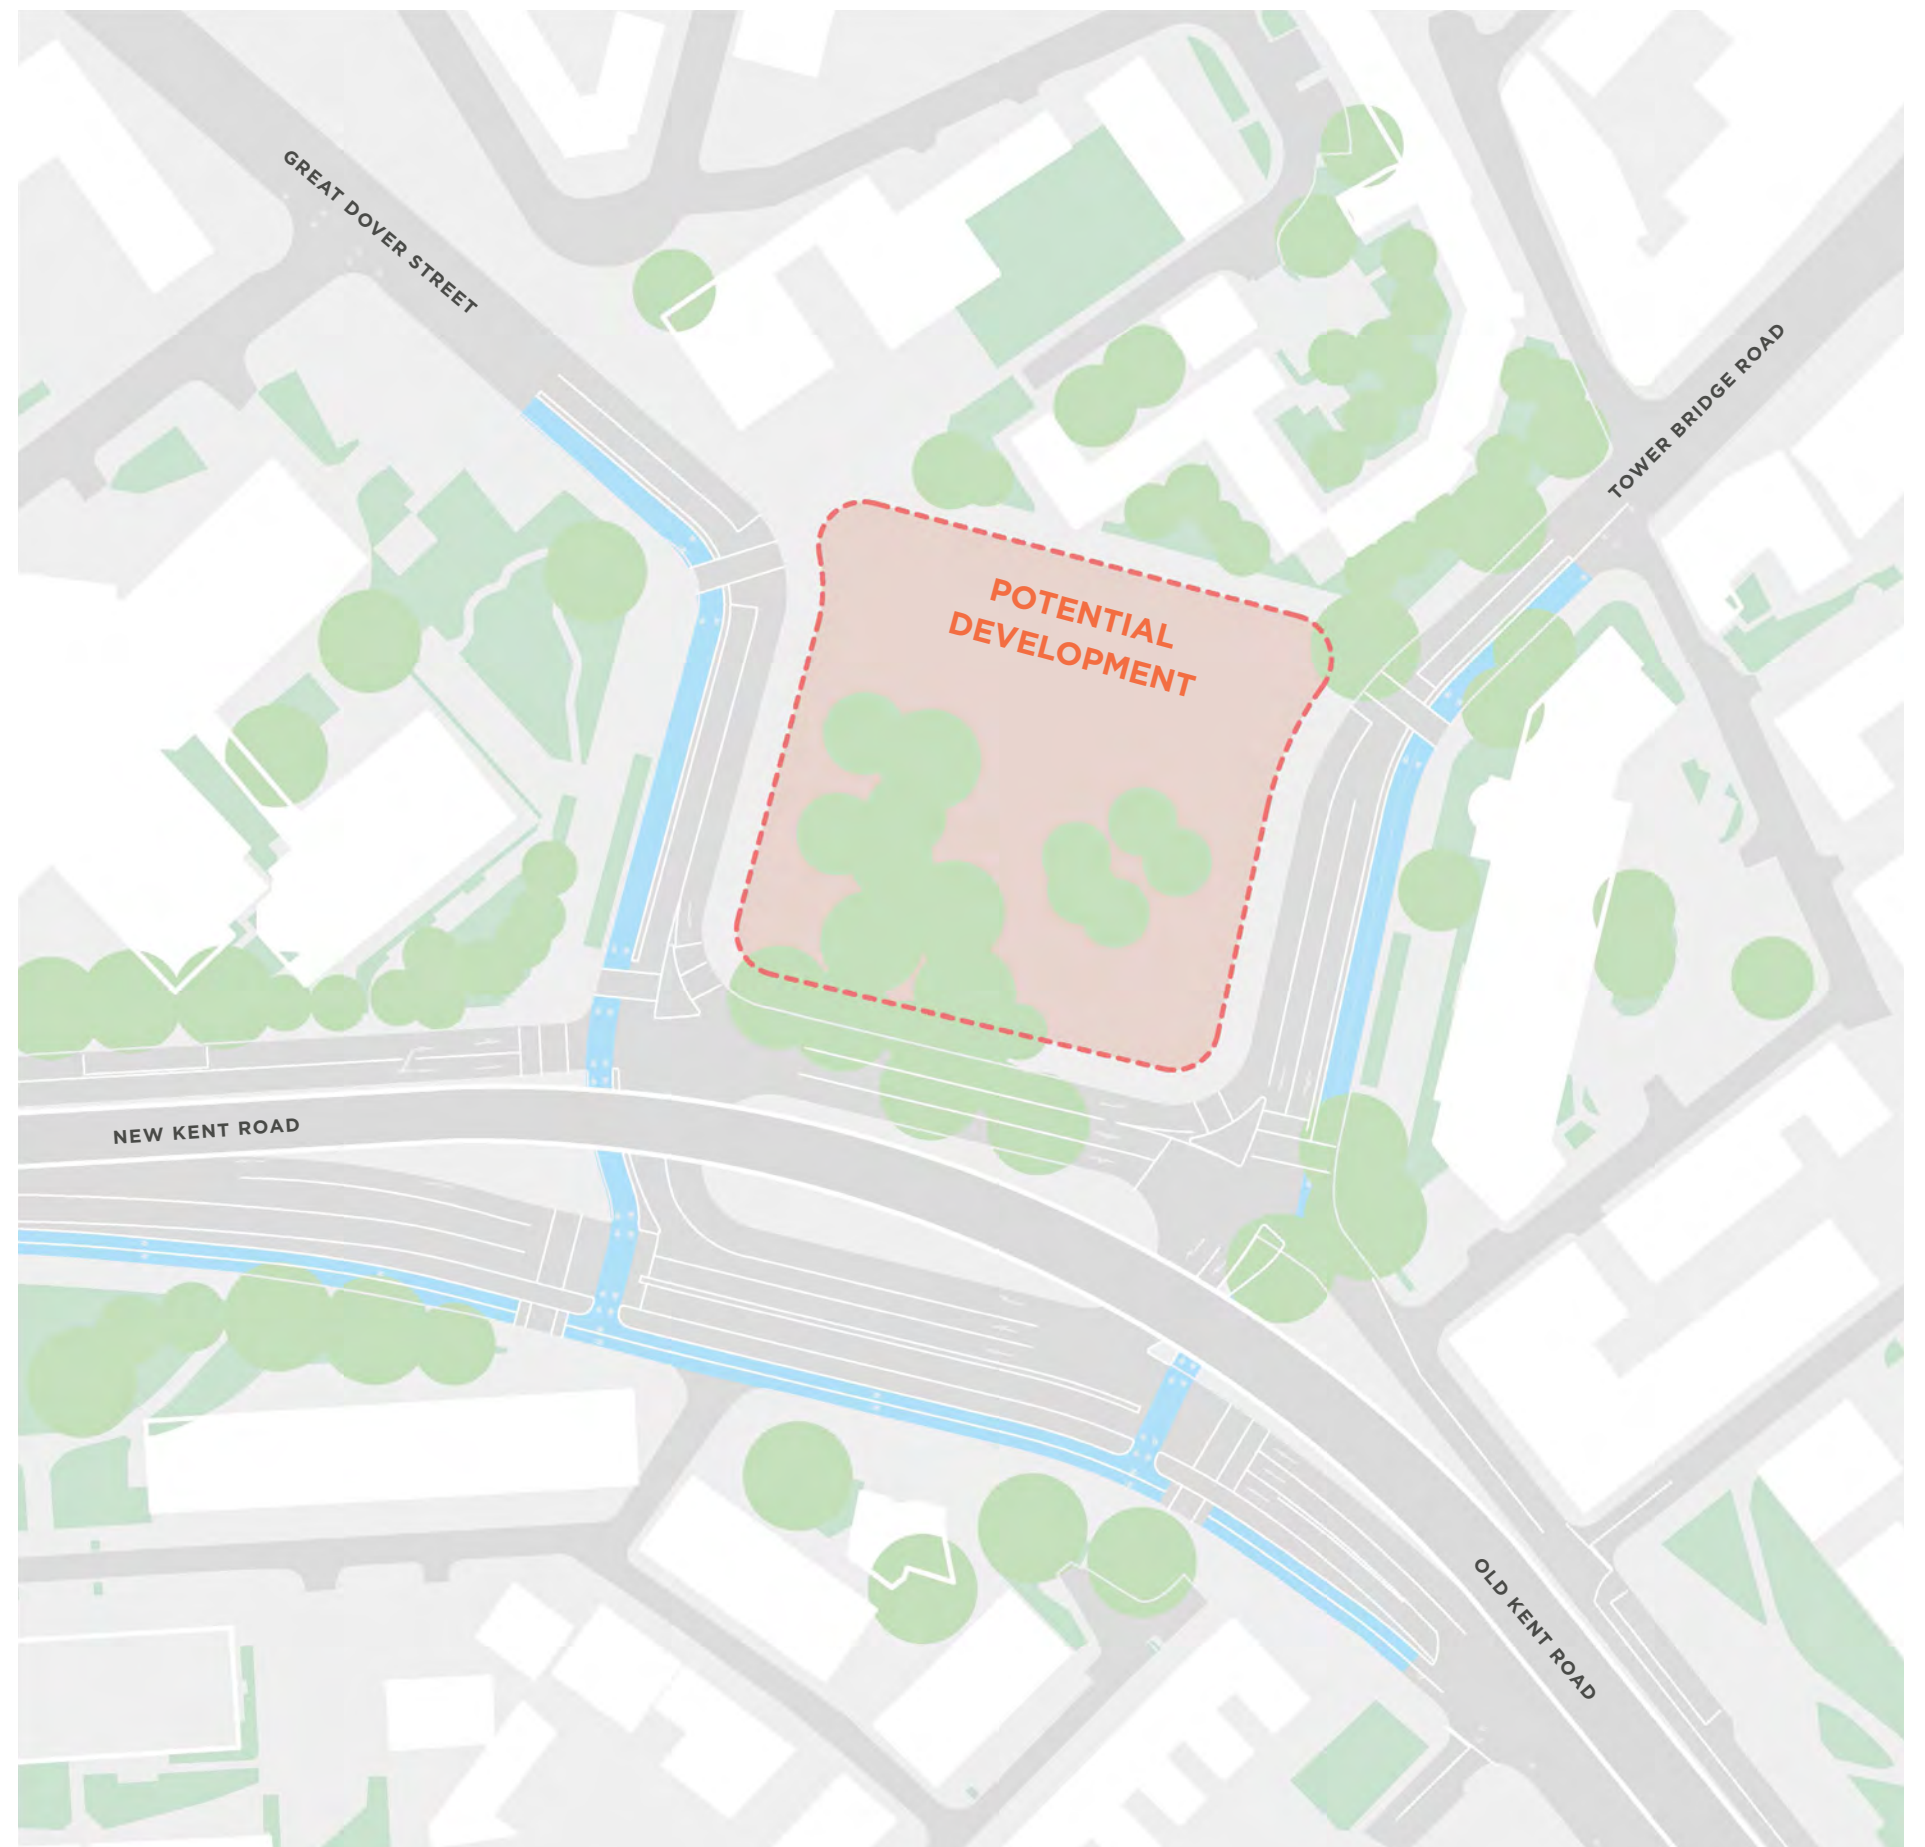 GREAT DOVER STREET
TOWER BRIDGE ROAD
POTENTIAL
DEVELOPMENT
NEW KENT ROAD
OLD KENT ROAD